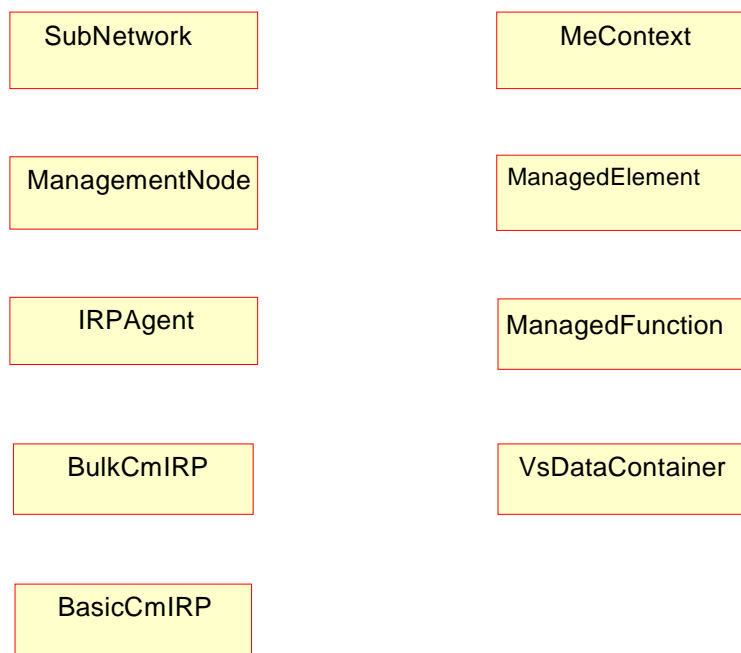 SubNetwork
MeContext
ManagementNode
ManagedElement
IRPAgent
ManagedFunction
BulkCmIRP
VsDataContainer
BasicCmIRP